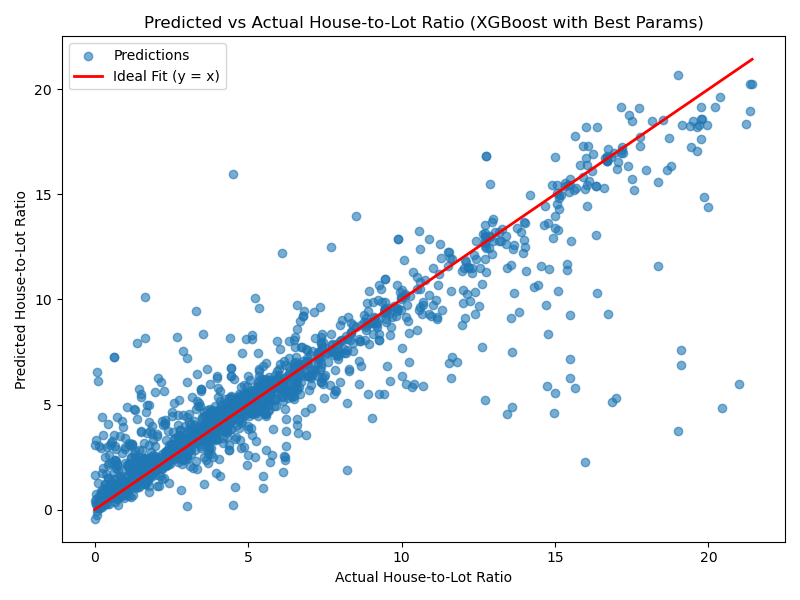 Predicted vs Actual House-to-Lot Ratio (XGBoost with Best Params)
Predictions
Ideal Fit (y = x)
Predicted House-to-Lot Ratio
20
15
10
5
0
0 5 10 15 20
Actual House-to-Lot Ratio